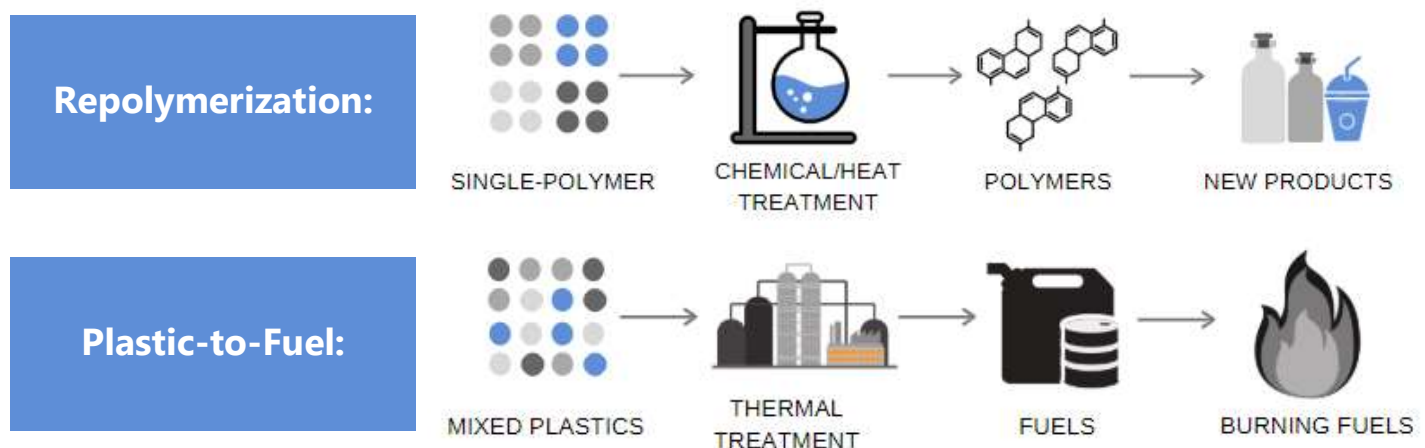 Repolymerization:
SINGLE-POLYMER
CHEMICAL/HEAT
TREATMENT
POLYMERS
NEW PRODUCTS
Plastic-to-Fuel:
MIXED PLASTICS
THERMAL
TREATMENT
FUELS
BURNING FUELS